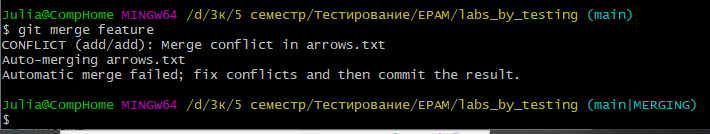 Julia@CompHome MINGW64 /d/3к/5 семестр/Тестирование/EPAM/labs_by_testing (main)
$ git merge feature
CONFLICT (add/add): Merge conflict in arrows.txt
Auto-merging arrows.txt
Automatic merge failed; fix conflicts and then commit the result.
Julia@CompHome MINGW64 /d/3к/5 семестр/Тестирование/EPAM/labs_by_testing (main|MERGING)
$